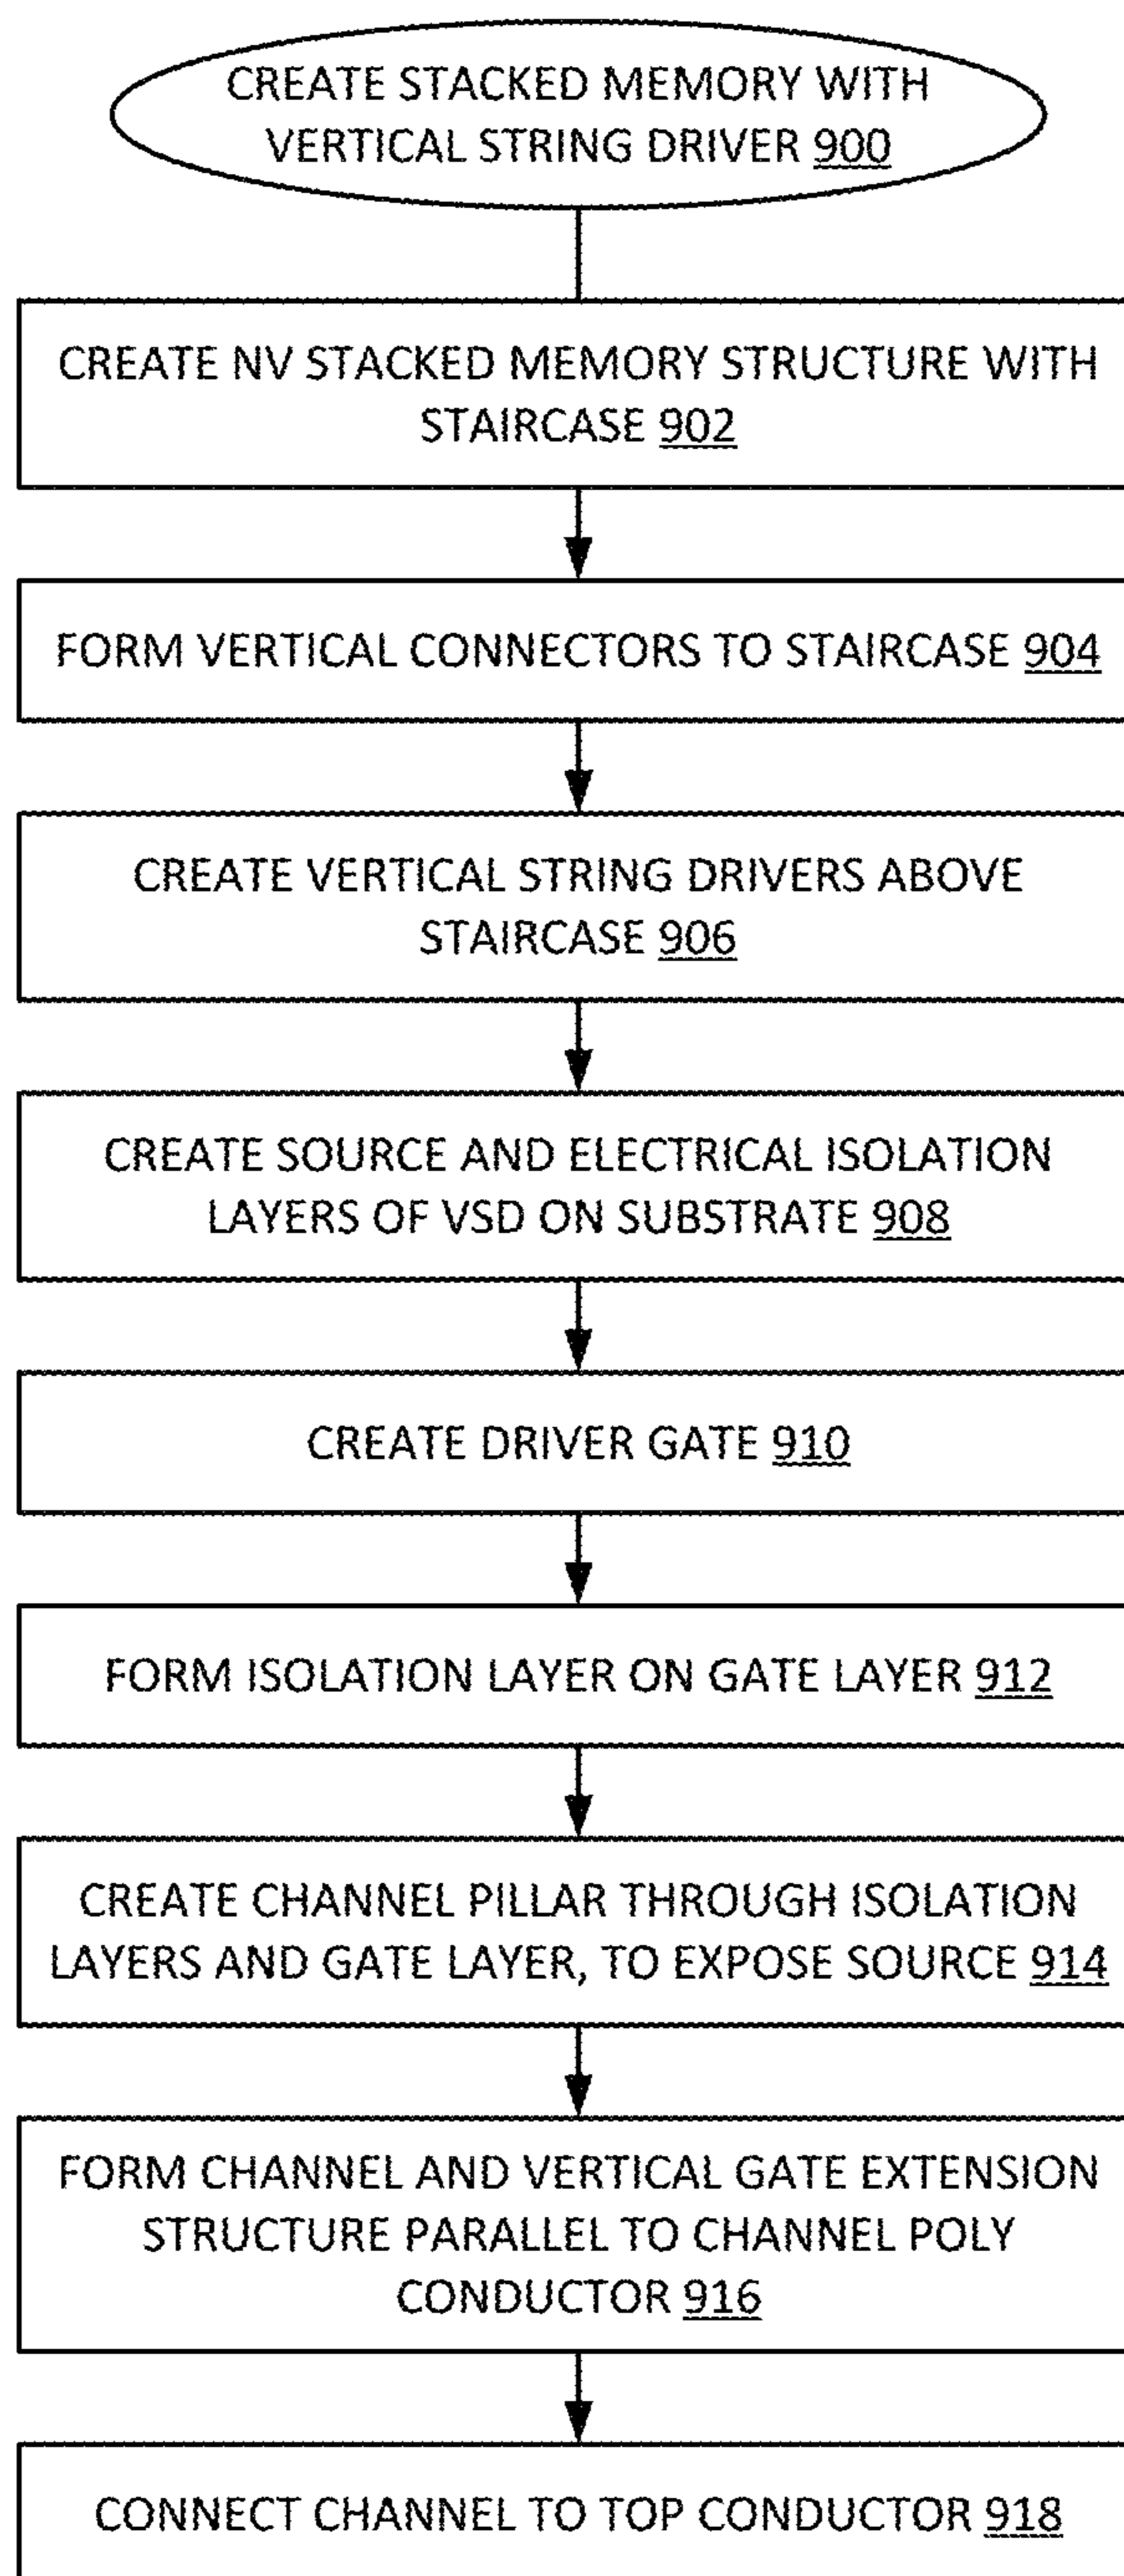 CREATE STACKED MEMORY WITH
VERTICAL STRING DRIVER 900
CREATE NV STACKED MEMORY STRUCTURE WITH
STAIRCASE 902
FORM VERTICAL CONNECTORS TO STAIRCASE 904
CREATE VERTICAL STRING DRIVERS ABOVE
STAIRCASE 906
CREATE SOURCE AND ELECTRICAL ISOLATION
LAYERS OF VSD ON SUBSTRATE 908
CREATE DRIVER GATE 910
FORM ISOLATION LAYER ON GATE LAYER 912
CREATE CHANNEL PILLAR THROUGH ISOLATION
LAYERS AND GATE LAYER, TO EXPOSE SOURCE 914
FORM CHANNEL AND VERTICAL GATE EXTENSION
STRUCTURE PARALLEL TO CHANNEL POLY
CONDUCTOR 916
CONNECT CHANNEL TO TOP CONDUCTOR 918